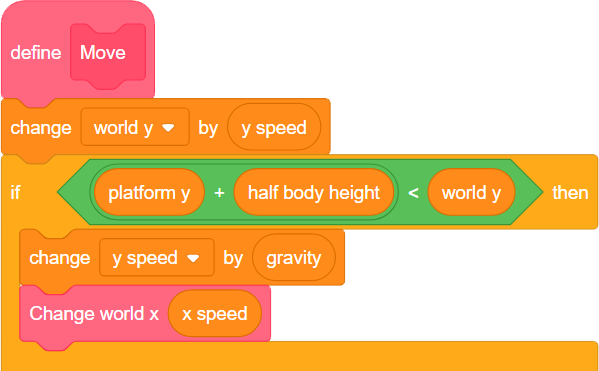 define Move
change world y by y speed
if platform y + half body height < world y then
change y speed by gravity
Change world x x speed